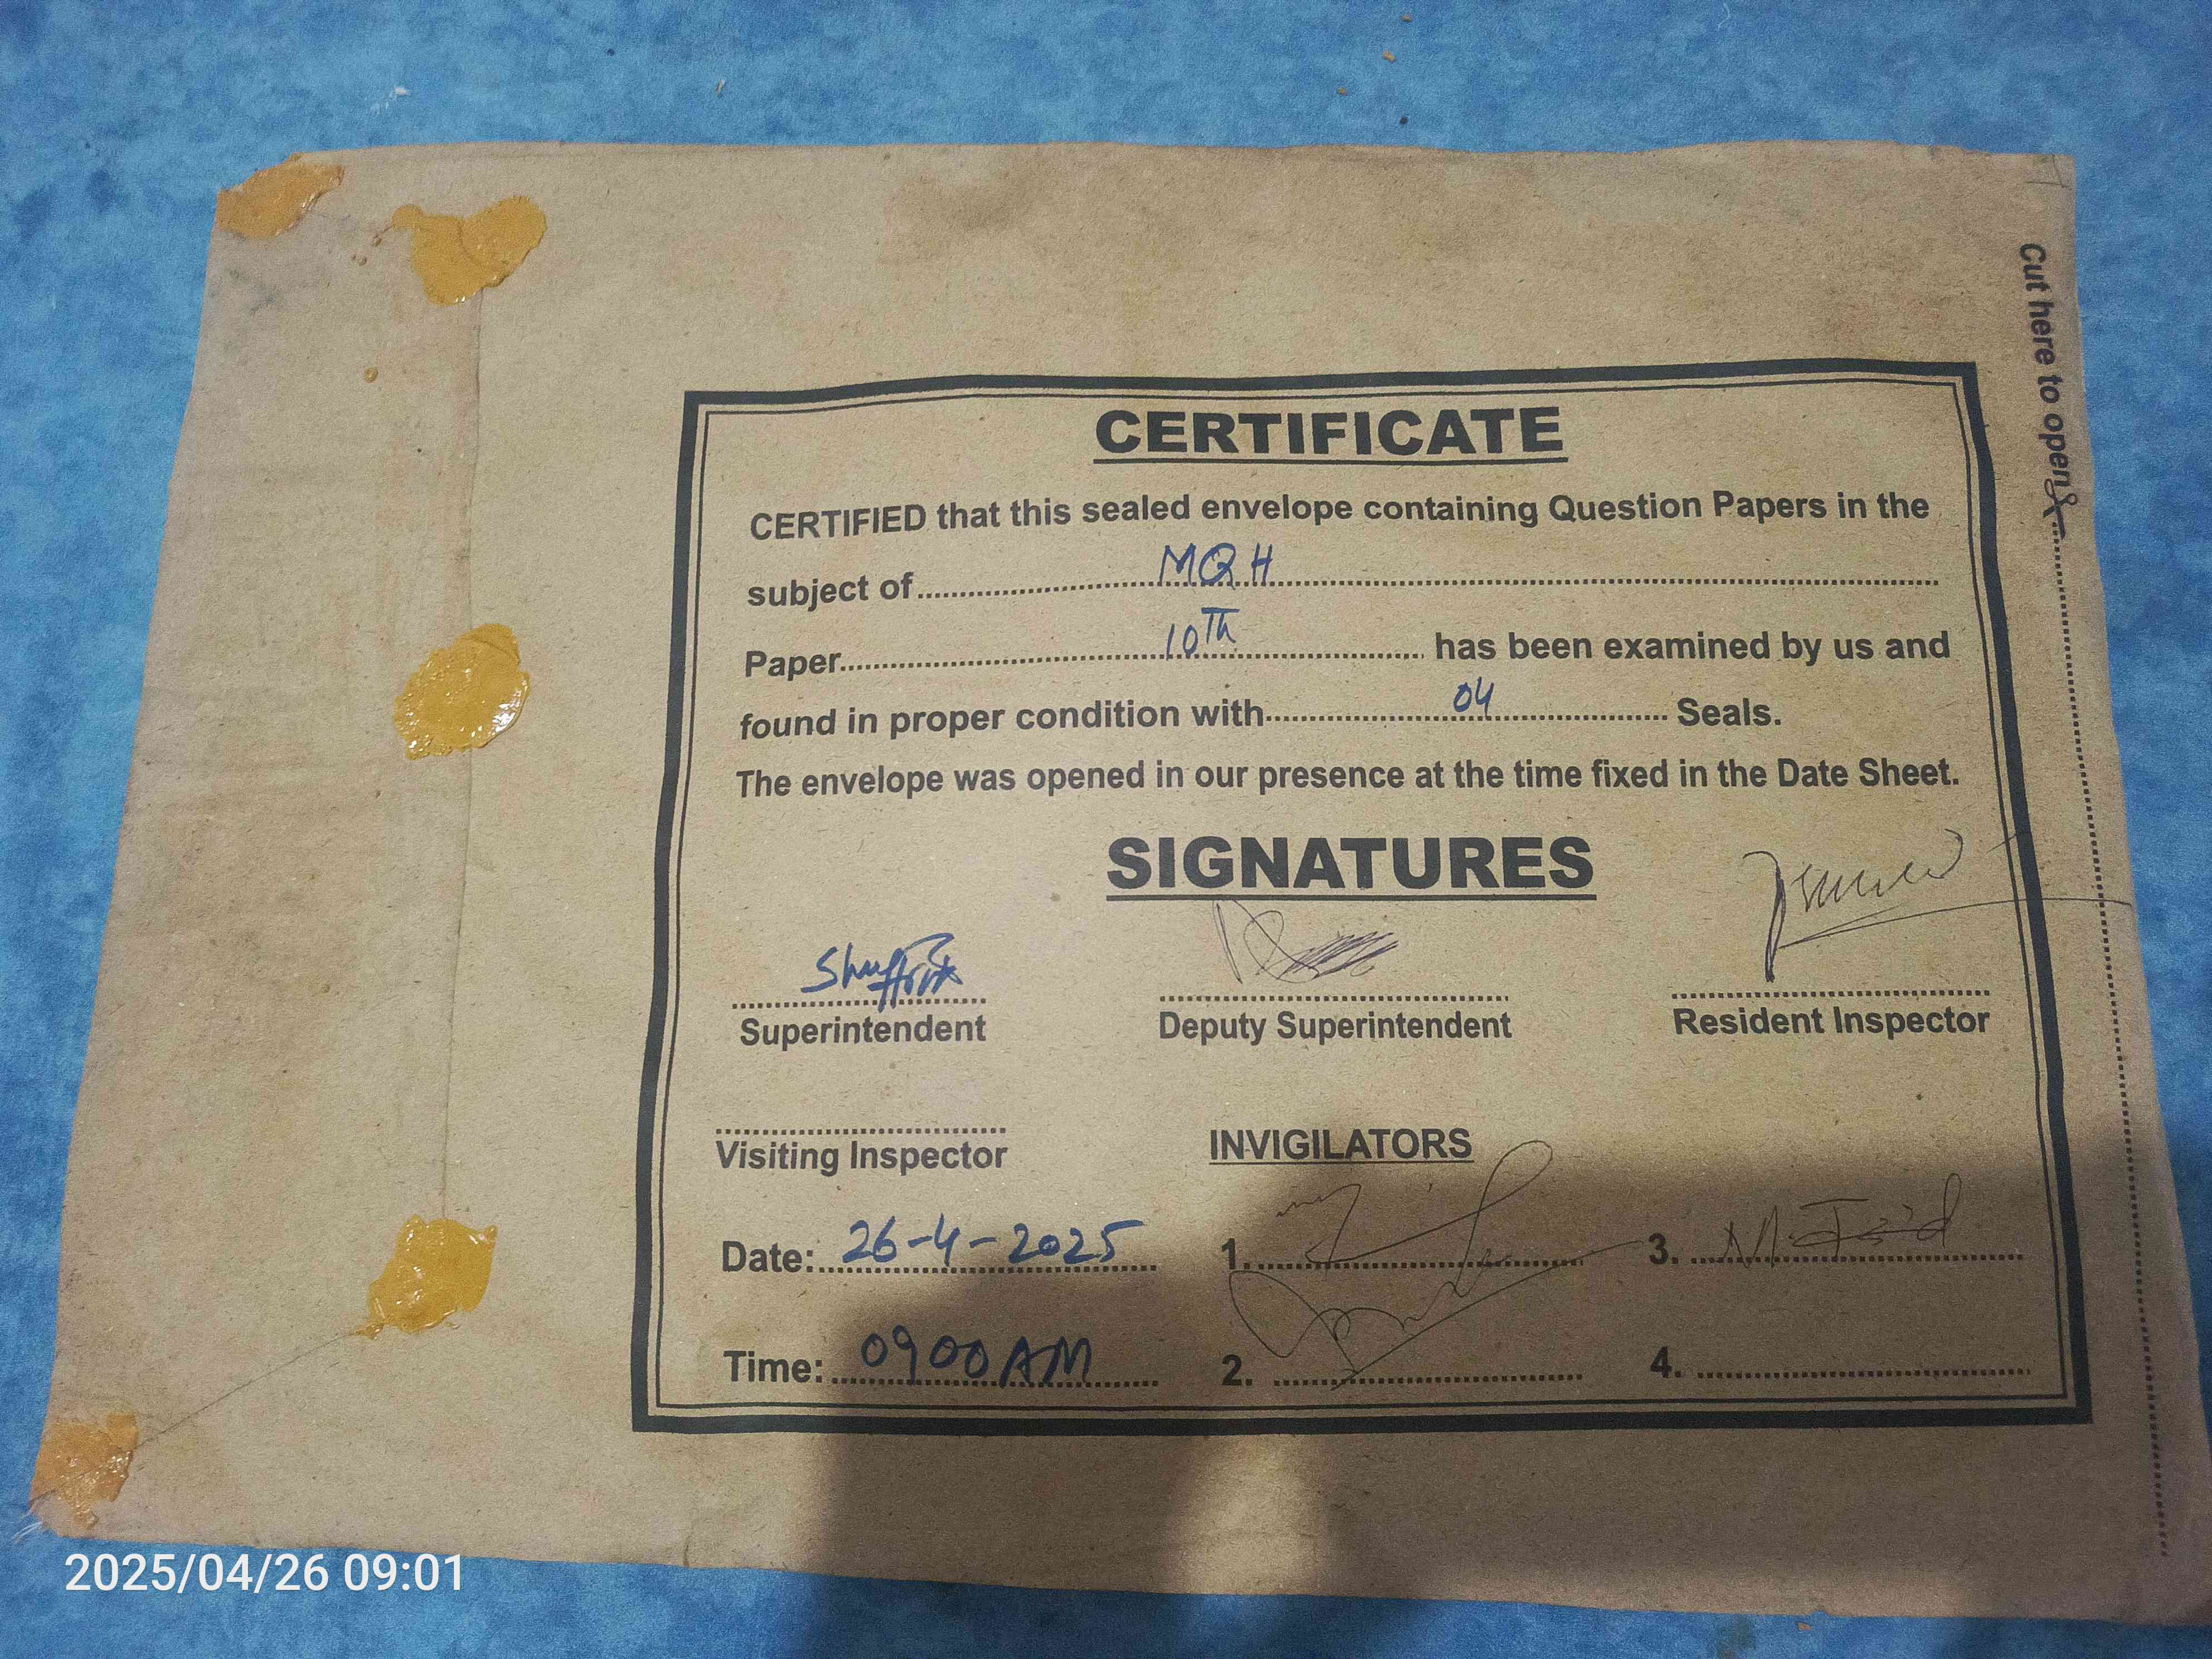 Cut here to open
CERTIFICATE
CERTIFIED that this sealed envelope containing Question Papers in the
subject of MQH
Paper 10Th has been examined by us and
found in proper condition with 04 Seals.
The envelope was opened in our presence at the time fixed in the Date Sheet.
SIGNATURES
Superintendent
Deputy Superintendent
Resident Inspector
Visiting Inspector
INVIGILATORS
Date: 26-4-2025
1.
3.
Time: 0900 AM
2.
4.
2025/04/26 09:01